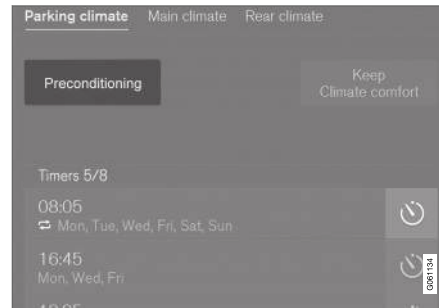 Parking climate Main climate Rear climate
Preconditioning
Keep
Climate comfort
Timers 5/8
08:05
Mon, Tue, Wed, Fri, Sat, Sun
16:45
Mon, Wed, Fri
G061134